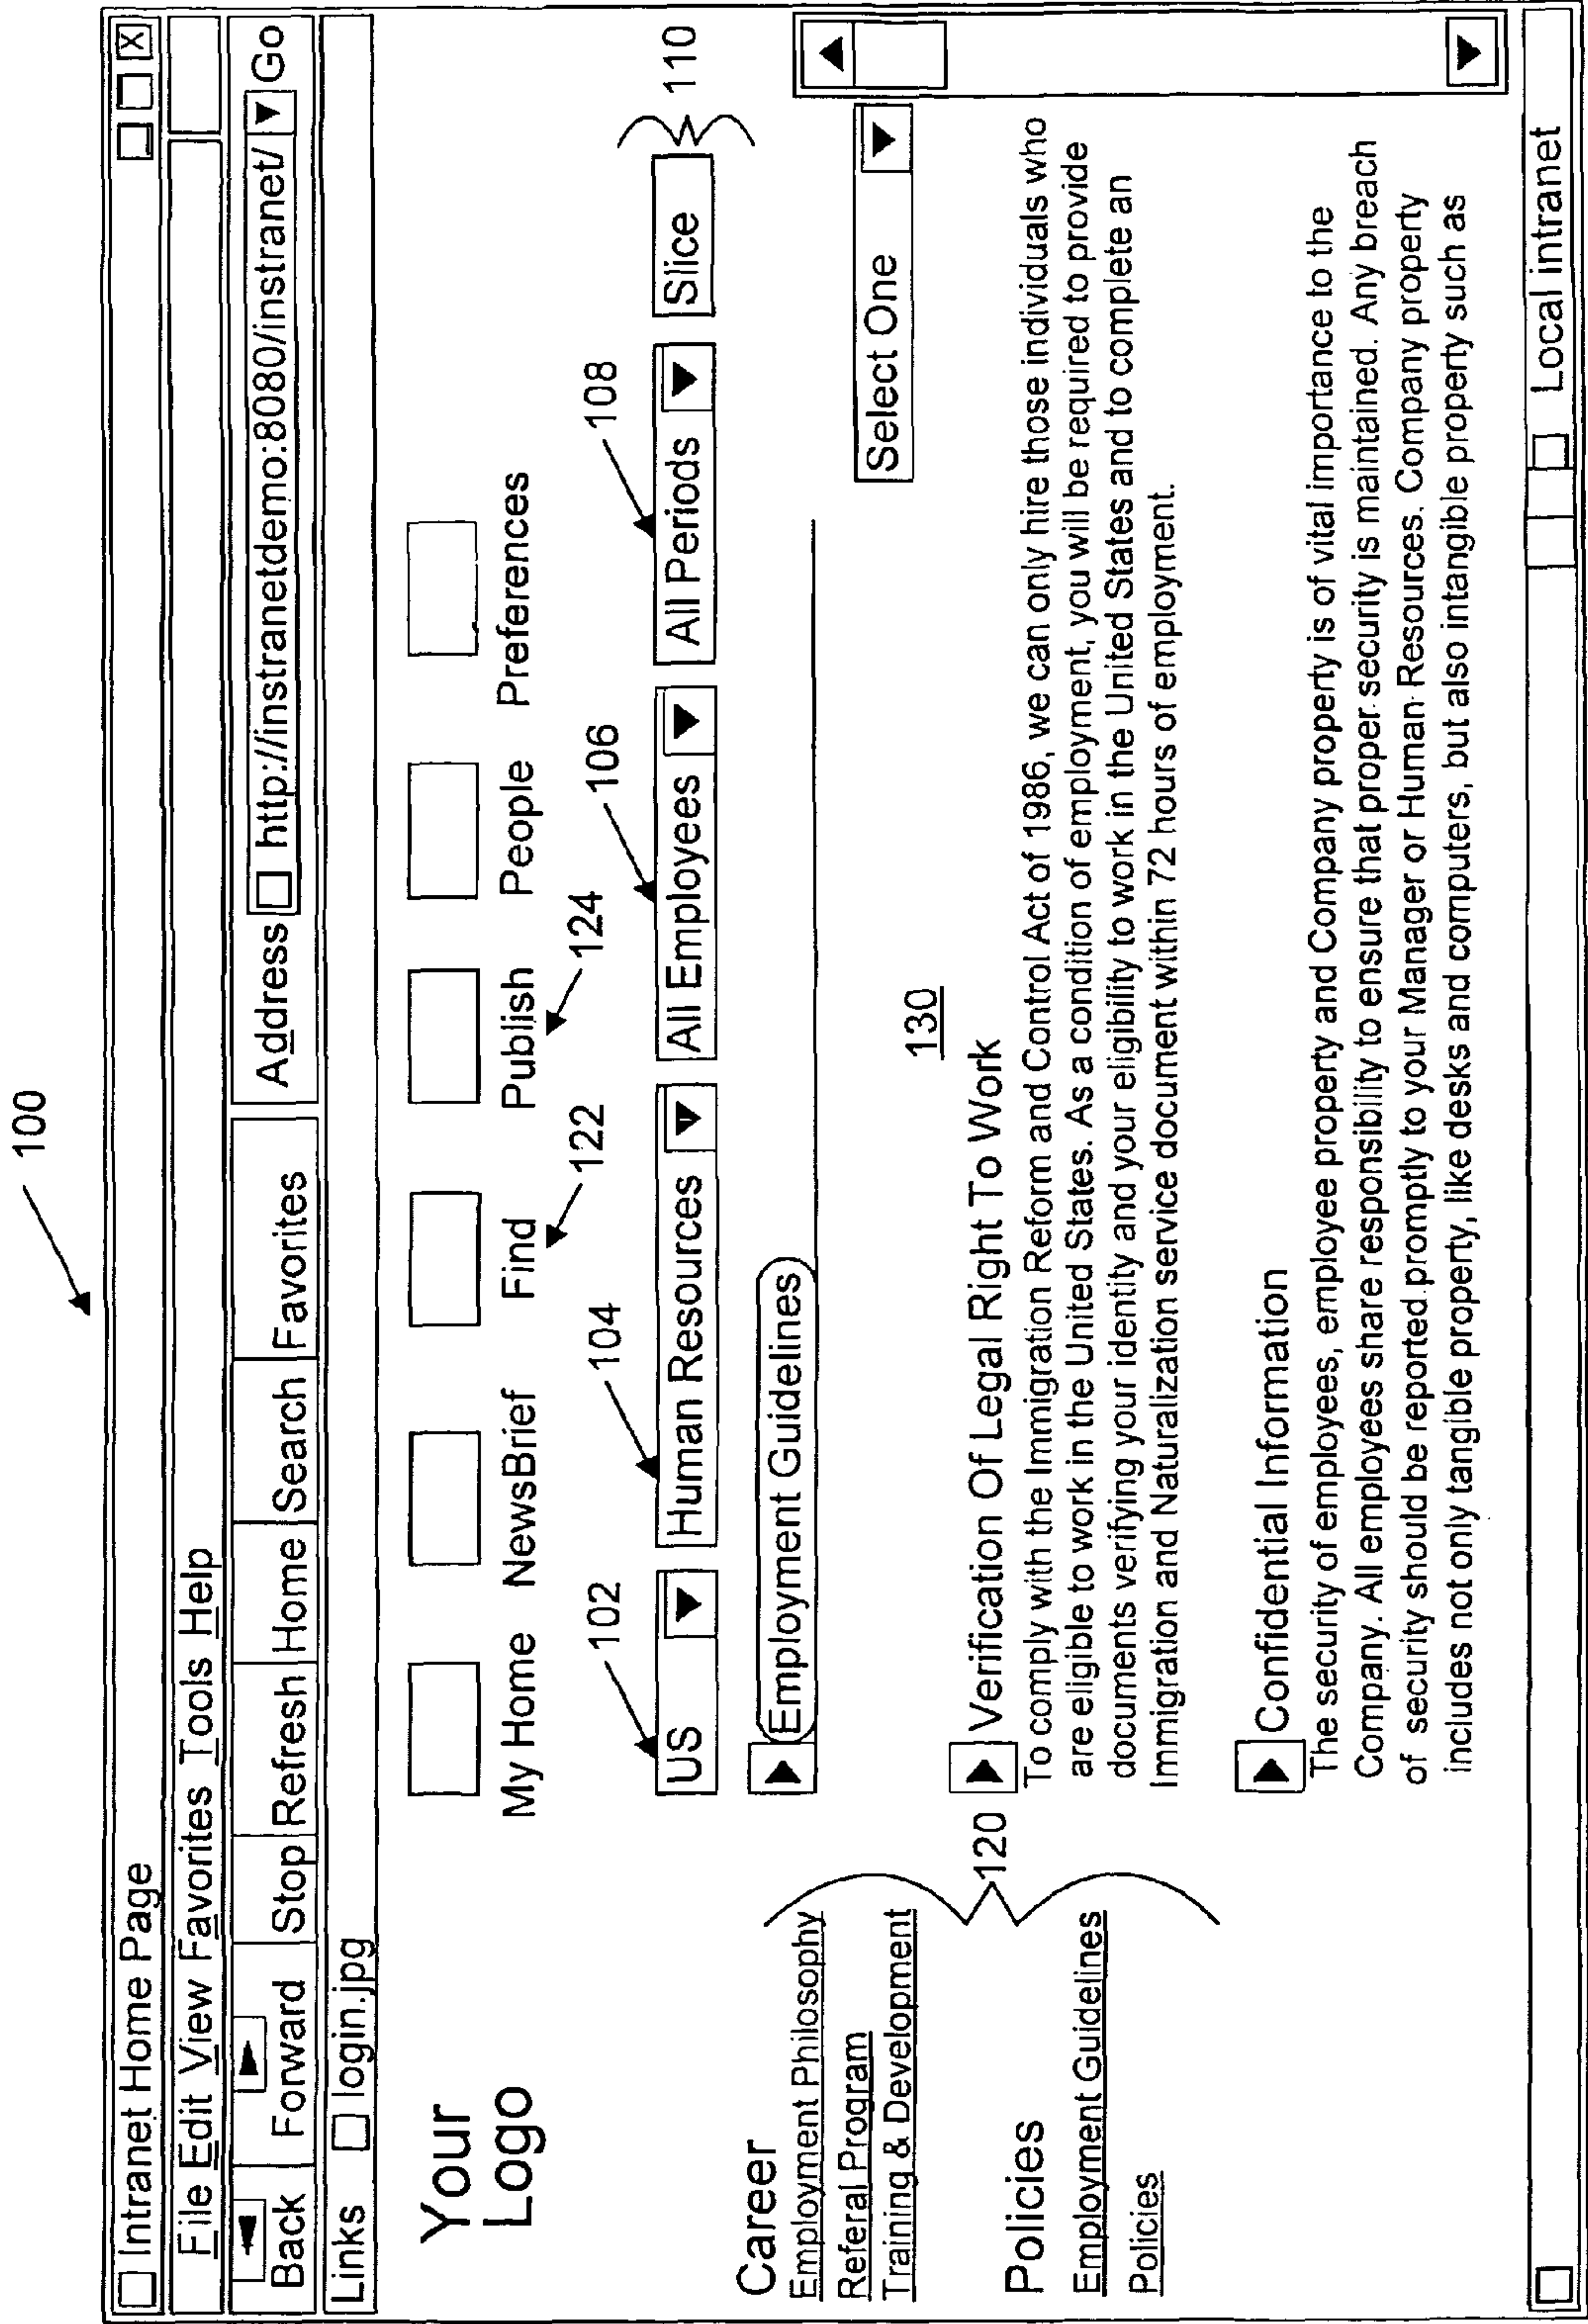 100
Intranet Home Page
X
File Edit View Favorites Tools Help
Back Forward Stop Refresh Home Search Favorites Address http://instranetdemo:8080/instranet/ Go
Links login.jpg
Your
Logo
My Home NewsBrief Find Publish People Preferences
122 124
102 104 106 108
US Human Resources All Employees All Periods Slice 110
Career
Employment Philosophy
Referal Program
Training & Development
Policies
Employment Guidelines
Policies
120
Employment Guidelines
Select One
130
Verification Of Legal Right To Work
To comply with the Immigration Reform and Control Act of 1986, we can only hire those individuals who
are eligible to work in the United States. As a condition of employment, you will be required to provide
documents verifying your identity and your eligibility to work in the United States and to complete an
Immigration and Naturalization service document within 72 hours of employment.
Confidential Information
The security of employees, employee property and Company property is of vital importance to the
Company. All employees share responsibility to ensure that proper security is maintained. Any breach
of security should be reported promptly to your Manager or Human Resources. Company property
includes not only tangible property, like desks and computers, but also intangible property such as
Local intranet